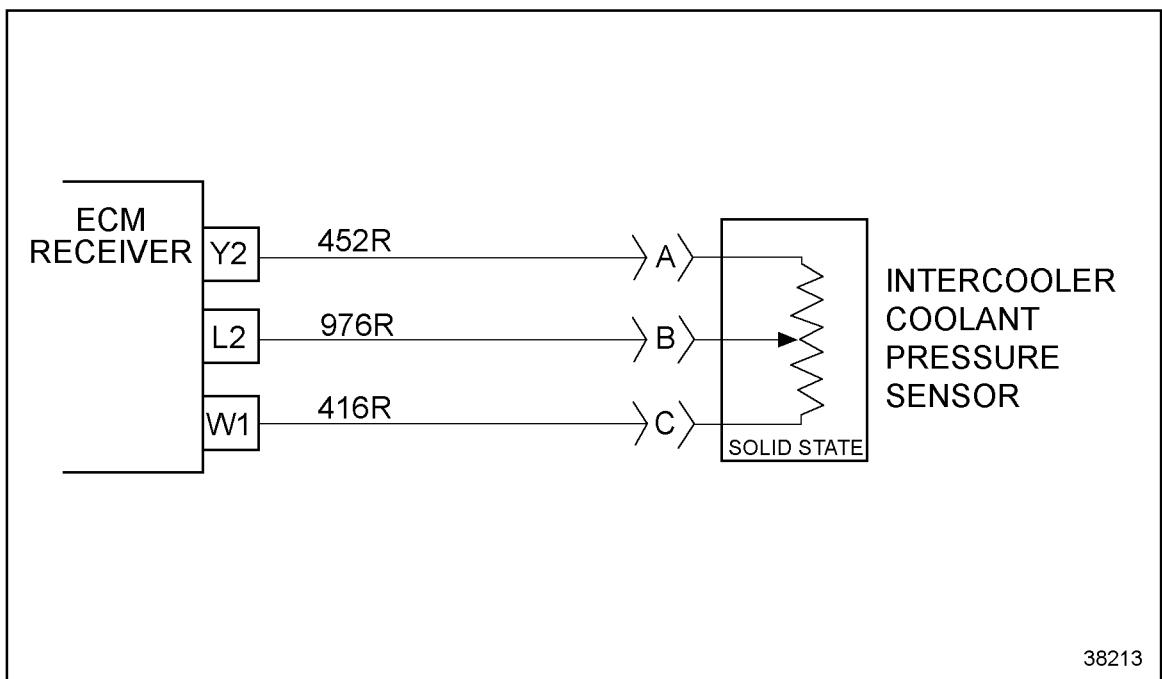 ECM
RECEIVER
Y2
452R
A
L2
976R
B
W1
416R
C
SOLID STATE
INTERCOOLER
COOLANT
PRESSURE
SENSOR
38213